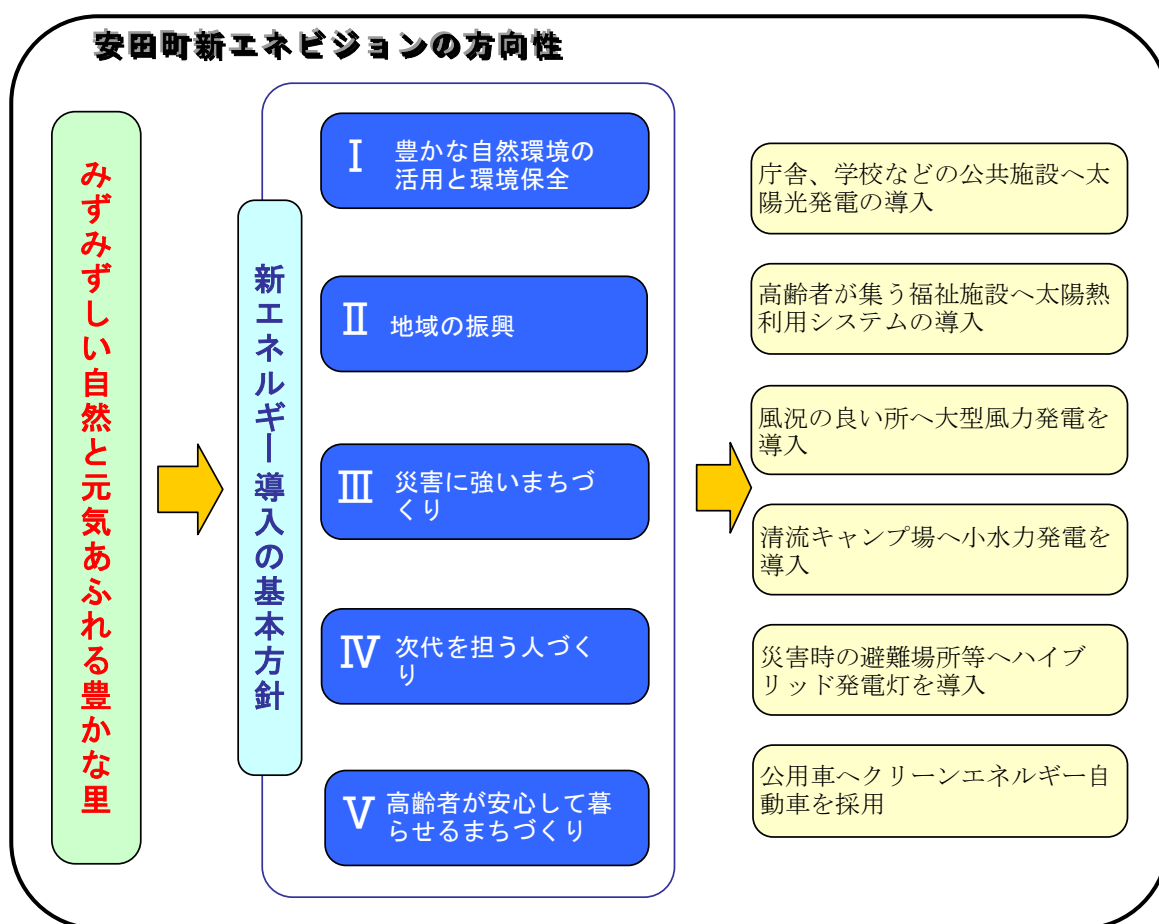 安田町新エネビジョンの方向性
みずみずしい自然と元気あふれる豊かな里
新エネルギー導入の基本方針
Ⅰ 豊かな自然環境の
活用と環境保全
Ⅱ 地域の振興
Ⅲ 災害に強いまちづ
くり
Ⅳ 次代を担う人づく
り
Ⅴ 高齢者が安心して暮
らせるまちづくり
庁舎、学校などの公共施設へ太
陽光発電の導入
高齢者が集う福祉施設へ太陽熱
利用システムの導入
風況の良い所へ大型風力発電を
導入
清流キャンプ場へ小水力発電を
導入
災害時の避難場所等へハイブ
リッド発電灯を導入
公用車へクリーンエネルギー自
動車を採用